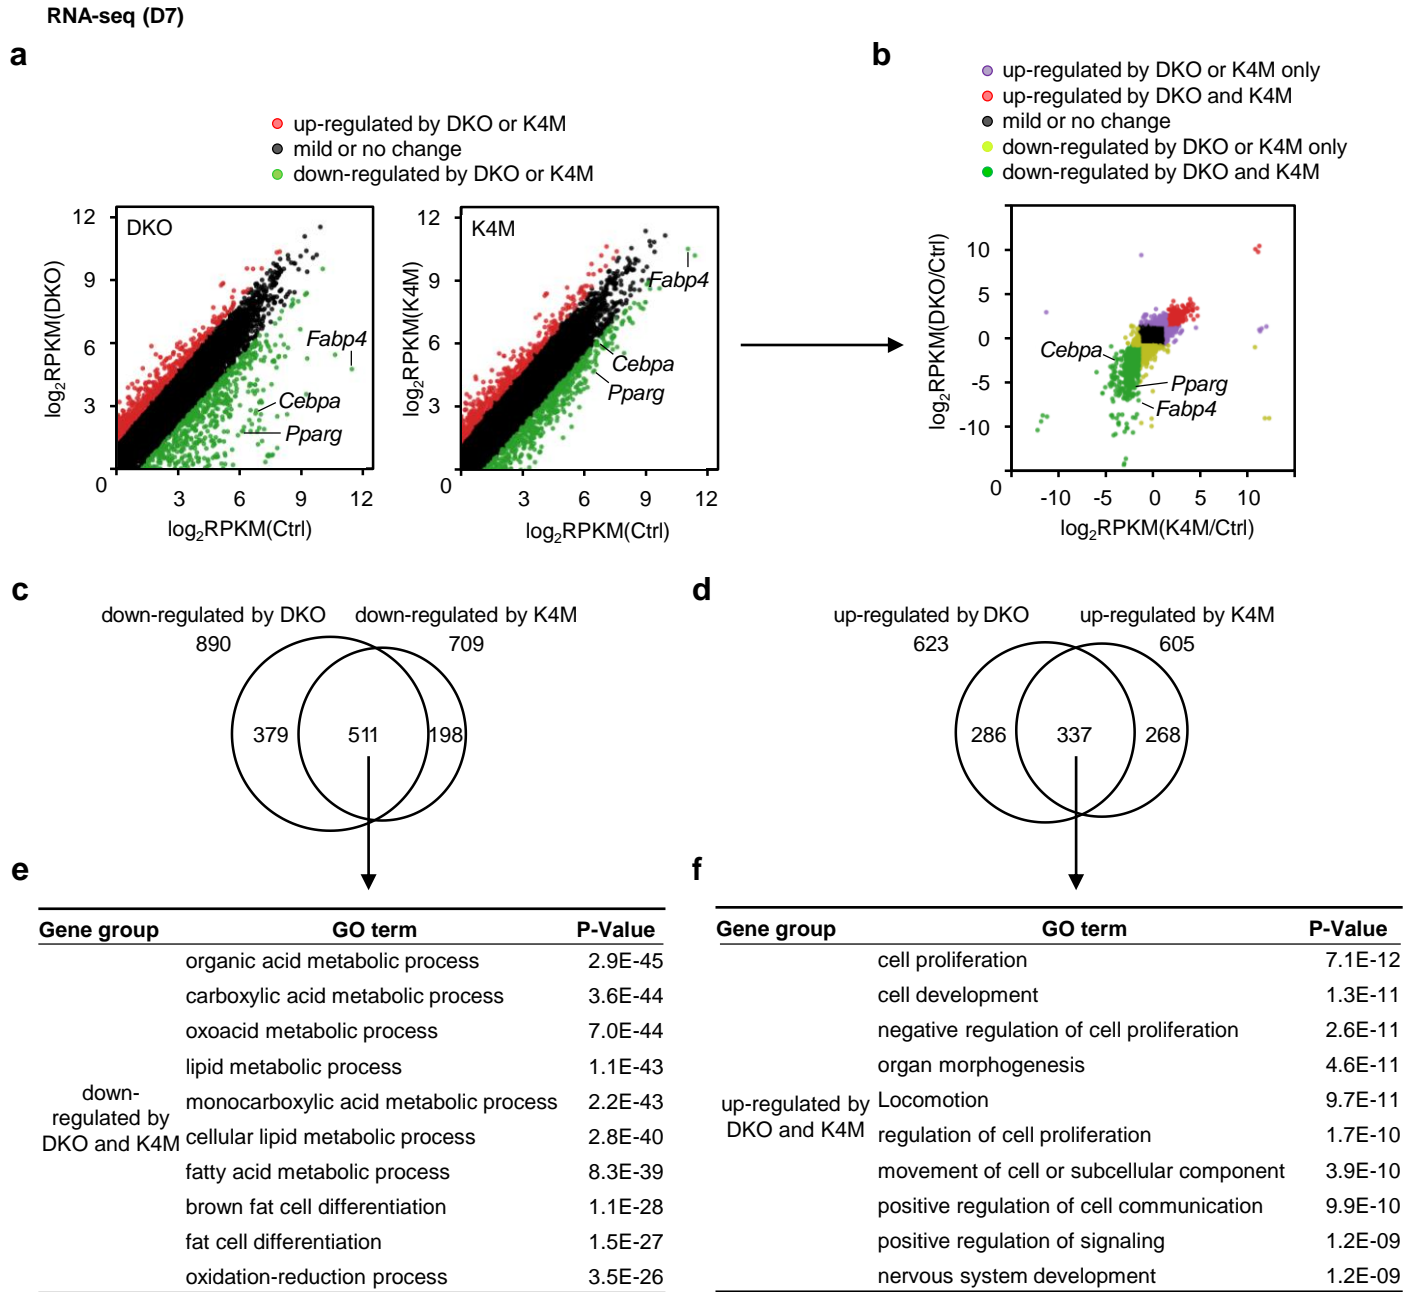 RNA-seq (D7)
a
up-regulated by DKO or K4M
mild or no change
down-regulated by DKO or K4M
DKO
12
9
6
3
0
3
6
9
12
log2RPKM(DKO)
log2RPKM(Ctrl)
Fabp4
Cebpa
Pparg
K4M
12
9
6
3
0
3
6
9
12
log2RPKM(K4M)
log2RPKM(Ctrl)
Fabp4
Cebpa
Pparg
b
up-regulated by DKO or K4M only
up-regulated by DKO and K4M
mild or no change
down-regulated by DKO or K4M only
down-regulated by DKO and K4M
10
5
0
-5
-10
0
-10
-5
0
5
10
log2RPKM(DKO/Ctrl)
log2RPKM(K4M/Ctrl)
Cebpa
Pparg
Fabp4
c
down-regulated by DKO
890
down-regulated by K4M
709
379
511
198
d
up-regulated by DKO
623
up-regulated by K4M
605
286
337
268
e
Gene group GO term P-Value
down-
regulated by
DKO and K4M
organic acid metabolic process 2.9E-45
carboxylic acid metabolic process 3.6E-44
oxoacid metabolic process 7.0E-44
lipid metabolic process 1.1E-43
monocarboxylic acid metabolic process 2.2E-43
cellular lipid metabolic process 2.8E-40
fatty acid metabolic process 8.3E-39
brown fat cell differentiation 1.1E-28
fat cell differentiation 1.5E-27
oxidation-reduction process 3.5E-26
f
Gene group GO term P-Value
up-regulated by
DKO and K4M
cell proliferation 7.1E-12
cell development 1.3E-11
negative regulation of cell proliferation 2.6E-11
organ morphogenesis 4.6E-11
Locomotion 9.7E-11
regulation of cell proliferation 1.7E-10
movement of cell or subcellular component 3.9E-10
positive regulation of cell communication 9.9E-10
positive regulation of signaling 1.2E-09
nervous system development 1.2E-09